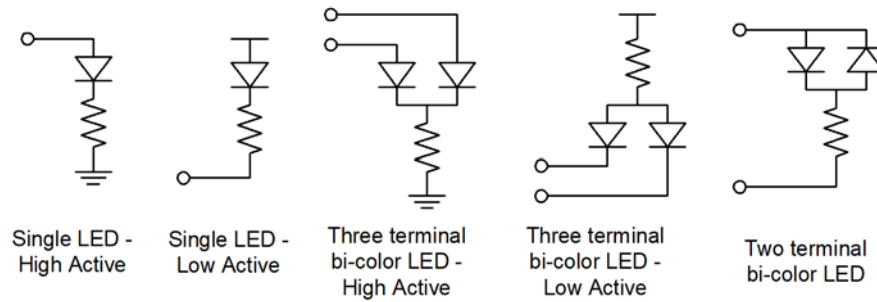 Single LED -
High Active
Single LED -
Low Active
Three terminal
bi-color LED -
High Active
Three terminal
bi-color LED -
Low Active
Two terminal
bi-color LED